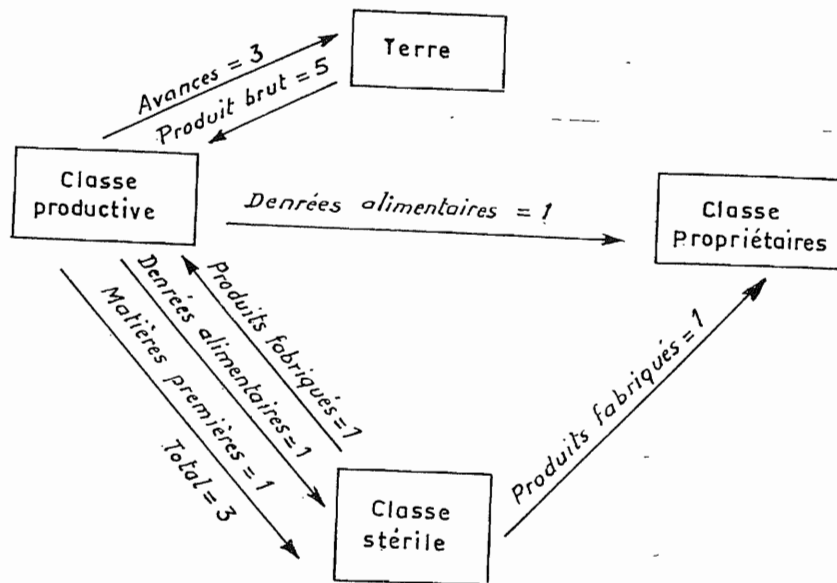 Terre
Avances = 3
Produit brut = 5
Classe
productive
Denrées alimentaires = 1
Classe
Propriétaires
Produits fabriqués = 1
Denrées alimentaires = 1
Matières premières = 1
Total = 3
Produits fabriqués = 1
Classe
stérile